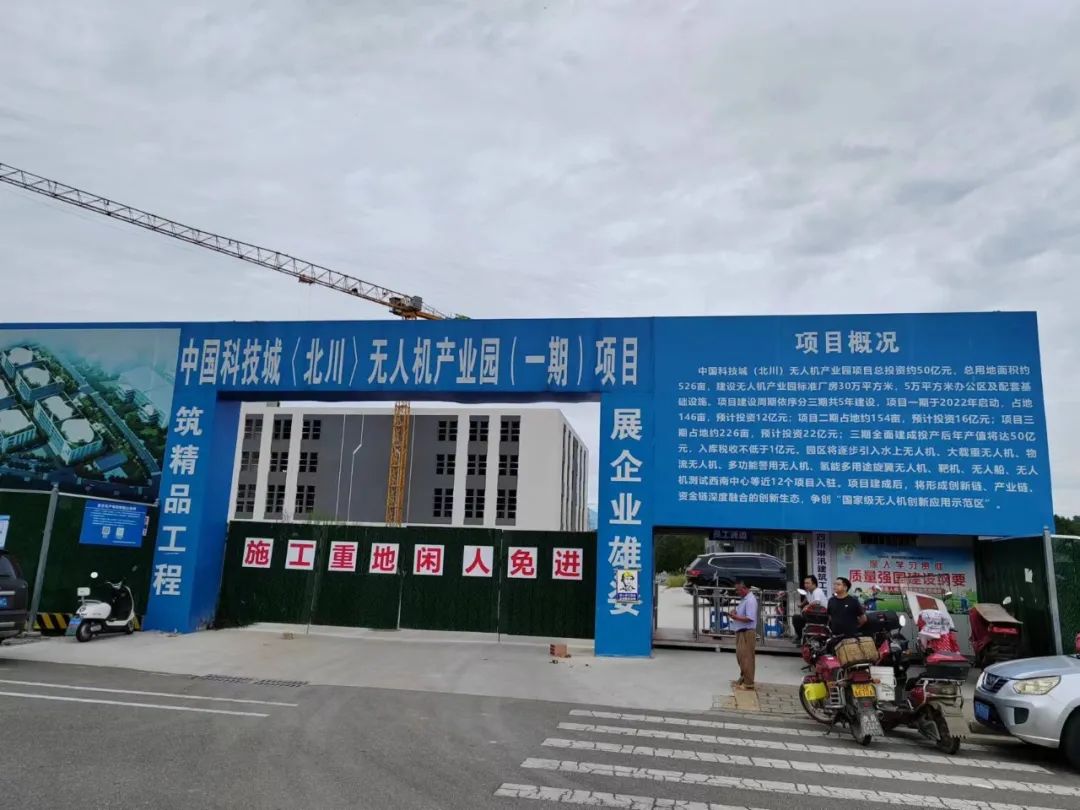 中国科技城（北川）无人机产业园（一期）项目
筑精品工程
展企业雄姿
施工重地闲人免进
项目概况
中国科技城（北川）无人机产业园项目总投资约50亿元，总用地面积约
526亩，建设无人机产业园标准厂房30万平方米，5万平方米办公区及配套基
础设施。项目建设周期依序分三期共5年建设，项目一期于2022年启动，占地
146亩，预计投资12亿元；项目二期占地约154亩，预计投资16亿元；项目三
期占地约226亩，预计投资22亿元；三期全面建成投产后年产值将达50亿
元，入库税收不低于1亿元，园区将逐步引入水上无人机、大载重无人机、物
流无人机、多功能警用无人机、氢能多用途旋翼无人机、靶机、无人船、无人
机测试西南中心等近12个项目入驻。项目建成后，将形成创新链、产业链、
资金链深度融合的创新生态，争创“国家级无人机创新应用示范区”。
员工通道
深入学习贯彻
质量强国建设纲要